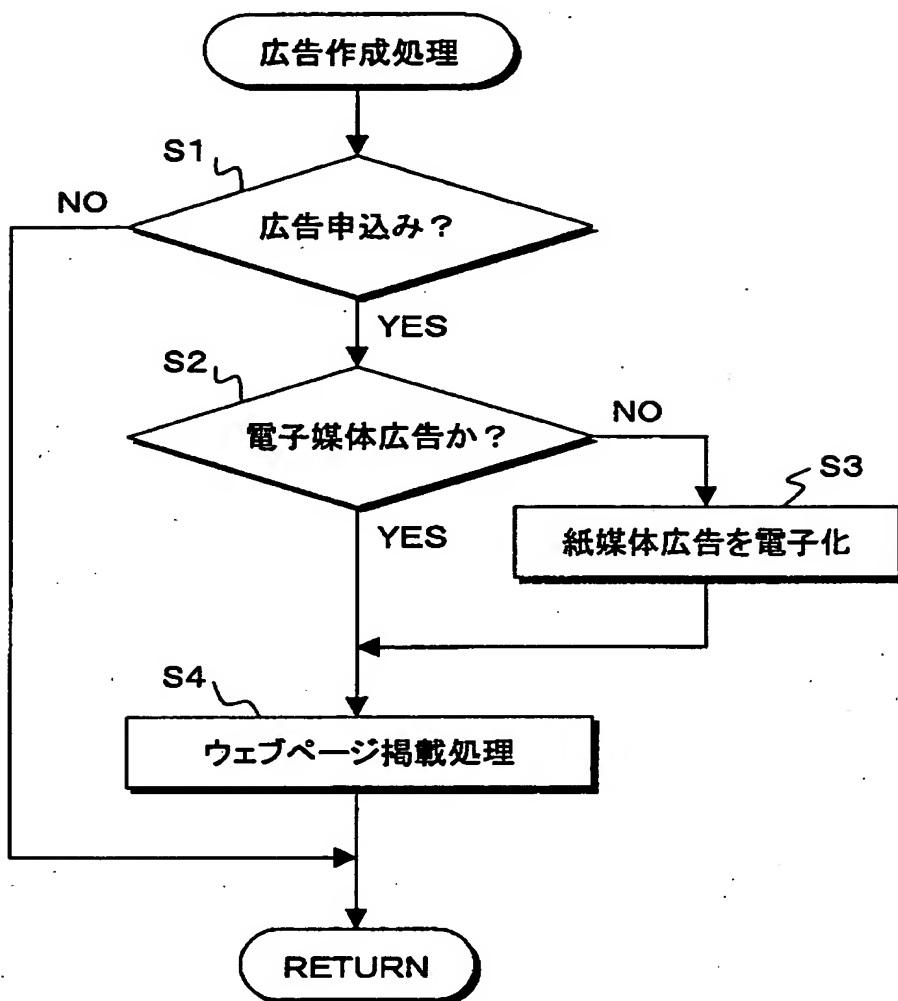 広告作成処理
S1
NO
広告申込み？
YES
S2
NO
電子媒体広告か？
S3
YES
紙媒体広告を電子化
S4
ウェブページ掲載処理
RETURN